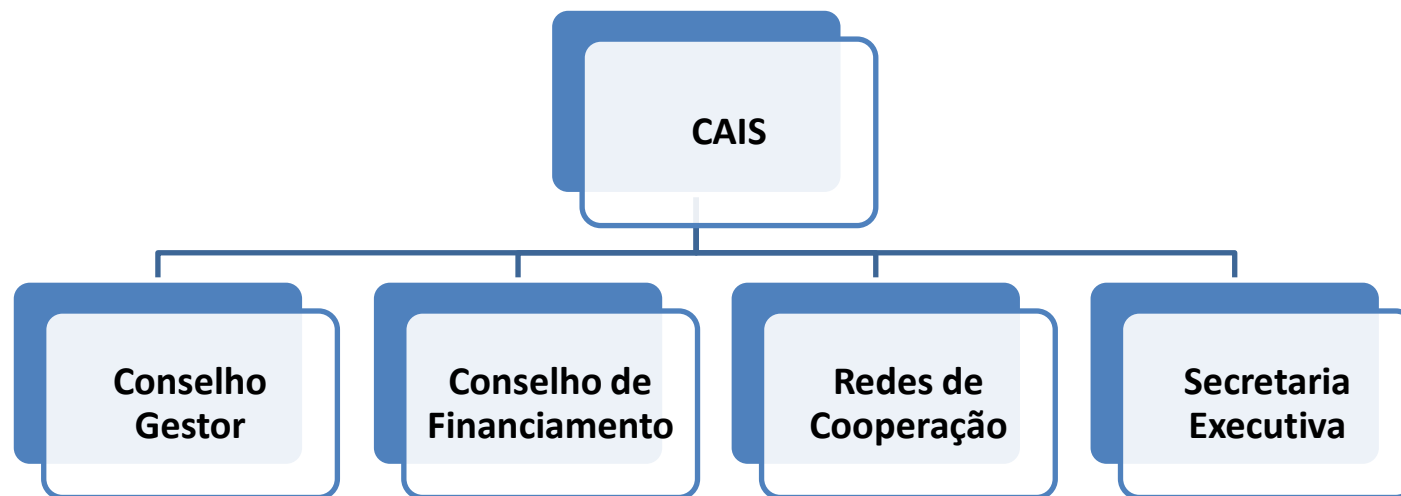 CAIS
Conselho
Gestor
Conselho de
Financiamento
Redes de
Cooperação
Secretaria
Executiva